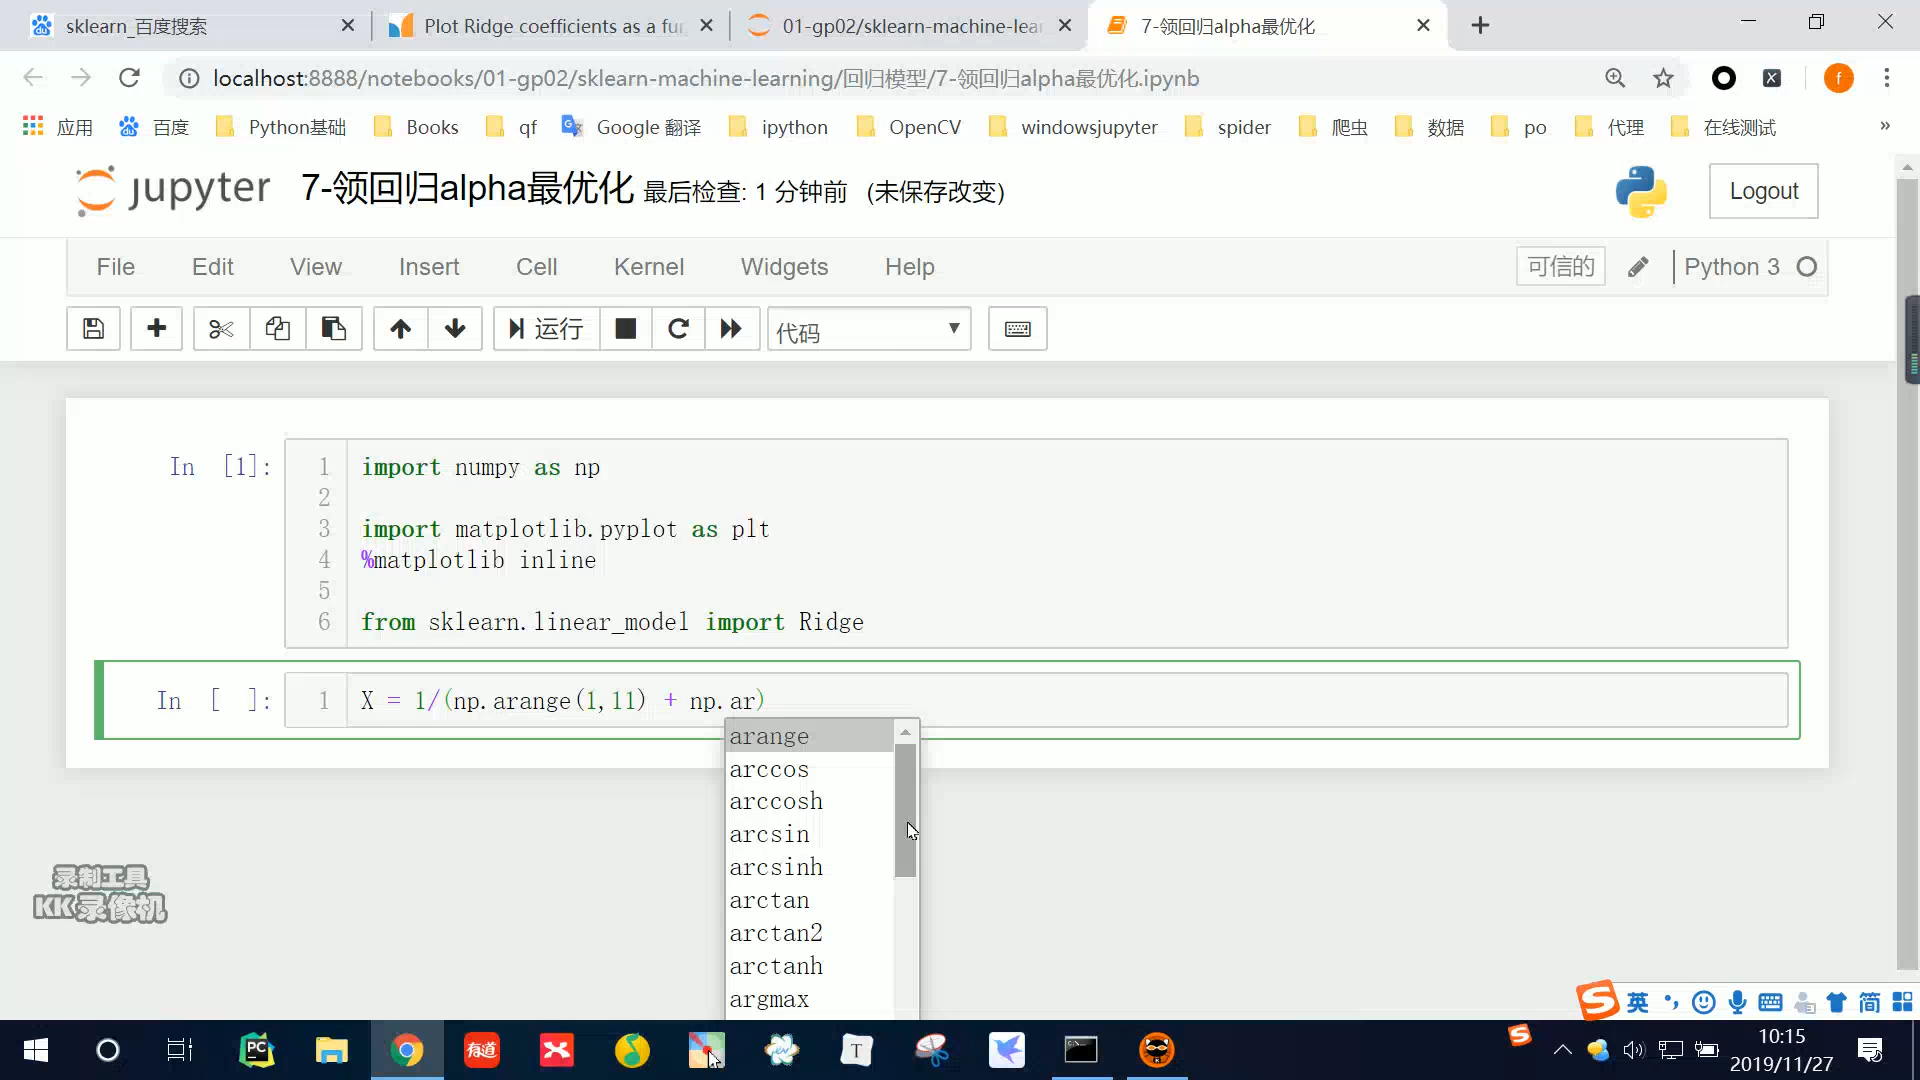 sklearn_百度搜索
Plot Ridge coefficients as a fun
01-gp02/sklearn-machine-lear
7-领回归alpha最优化
localhost:8888/notebooks/01-gp02/sklearn-machine-learning/回归模型/7-领回归alpha最优化.ipynb
f
应用 百度 Python基础 Books qf Google 翻译 ipython OpenCV windowsjupyter spider 爬虫 数据 po 代理 在线测试 »
jupyter 7-领回归alpha最优化 最后检查: 1 分钟前 (未保存改变)
Logout
File Edit View Insert Cell Kernel Widgets Help 可信的 Python 3
运行 代码
In [1]:
1 import numpy as np
2
3 import matplotlib.pyplot as plt
4 %matplotlib inline
5
6 from sklearn.linear_model import Ridge
In [ ]:
1 X = 1/(np.arange(1,11) + np.ar)
arange
arccos
arccosh
arcsin
arcsinh
arctan
arctan2
arctanh
argmax
录制工具
KK录像机
英 简
PC 有道 T
10:15
2019/11/27